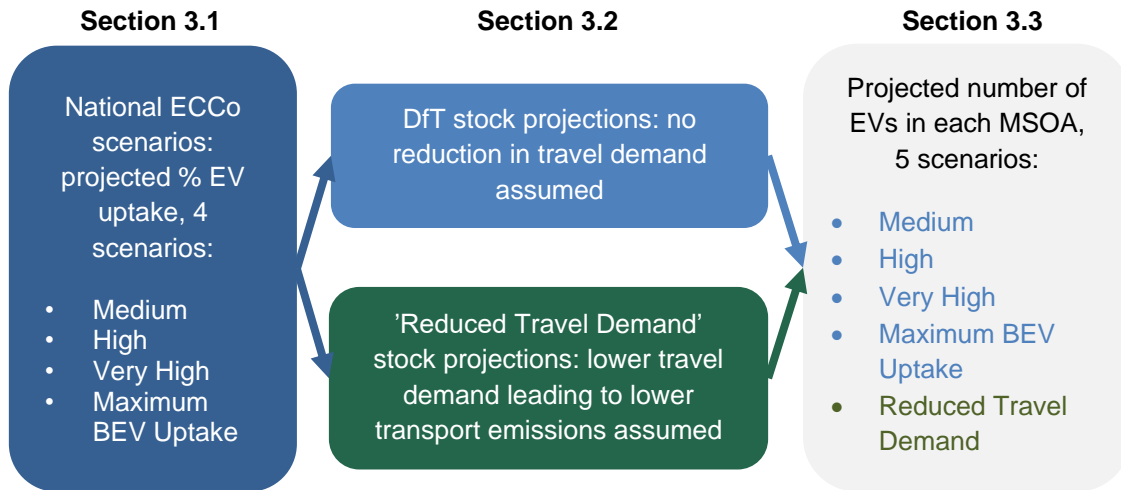 Section 3.1
Section 3.2
Section 3.3
National ECCo
scenarios:
projected % EV
uptake, 4
scenarios:
• Medium
• High
• Very High
• Maximum
BEV Uptake
DfT stock projections: no
reduction in travel demand
assumed
’Reduced Travel Demand’
stock projections: lower travel
demand leading to lower
transport emissions assumed
Projected number of
EVs in each MSOA,
5 scenarios:
• Medium
• High
• Very High
• Maximum BEV
Uptake
• Reduced Travel
Demand